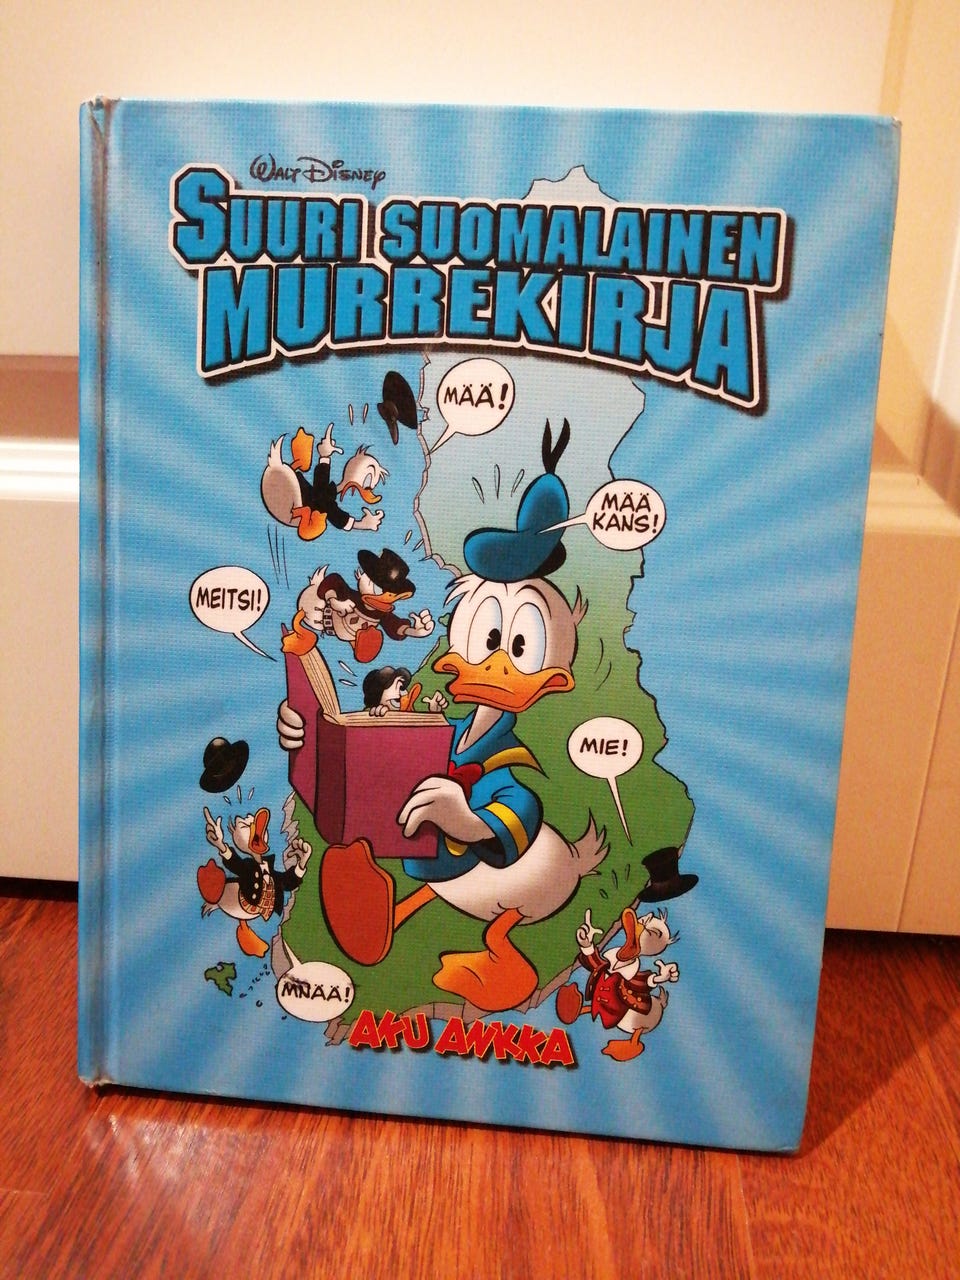 WALT DISNEY
SUURI SUOMALAINEN
MURREKIRJA
MÄÄ!
MÄÄ
KANS!
MEITSI!
MIE!
MNÄÄ!
AKU ANKKA